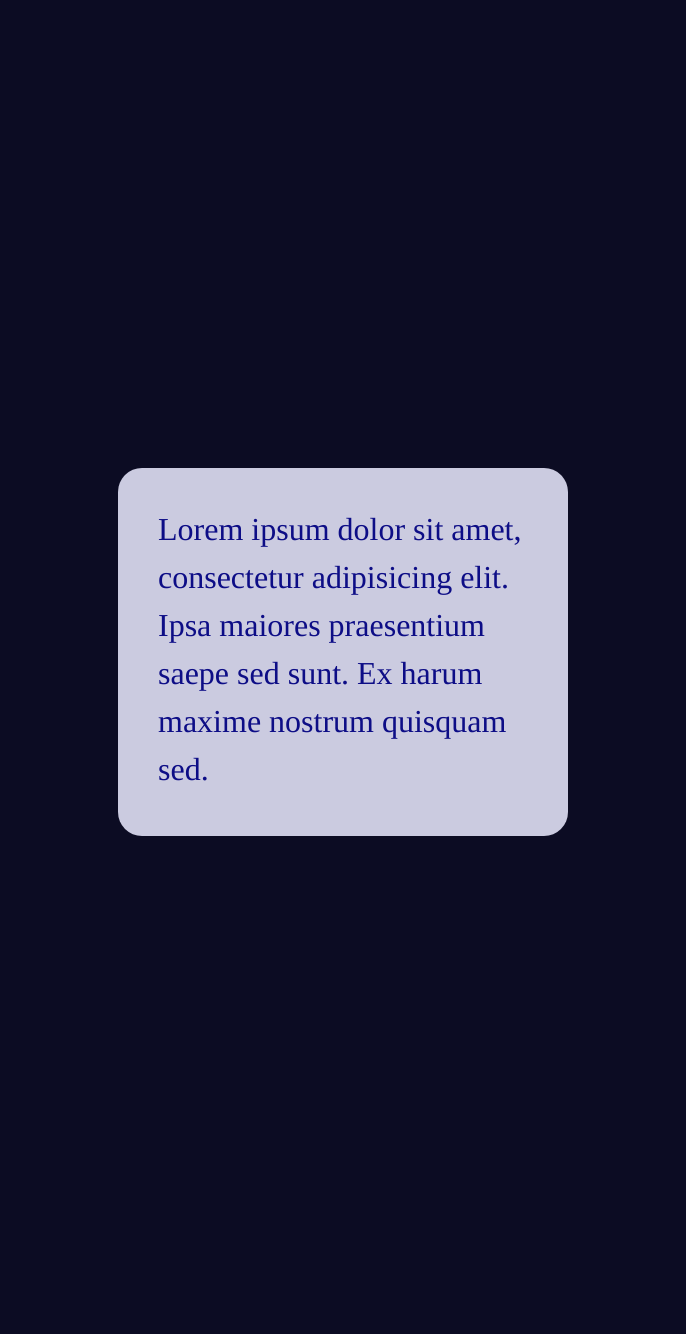 Lorem ipsum dolor sit amet,
consectetur adipisicing elit.
Ipsa maiores praesentium
saepe sed sunt. Ex harum
maxime nostrum quisquam
sed.